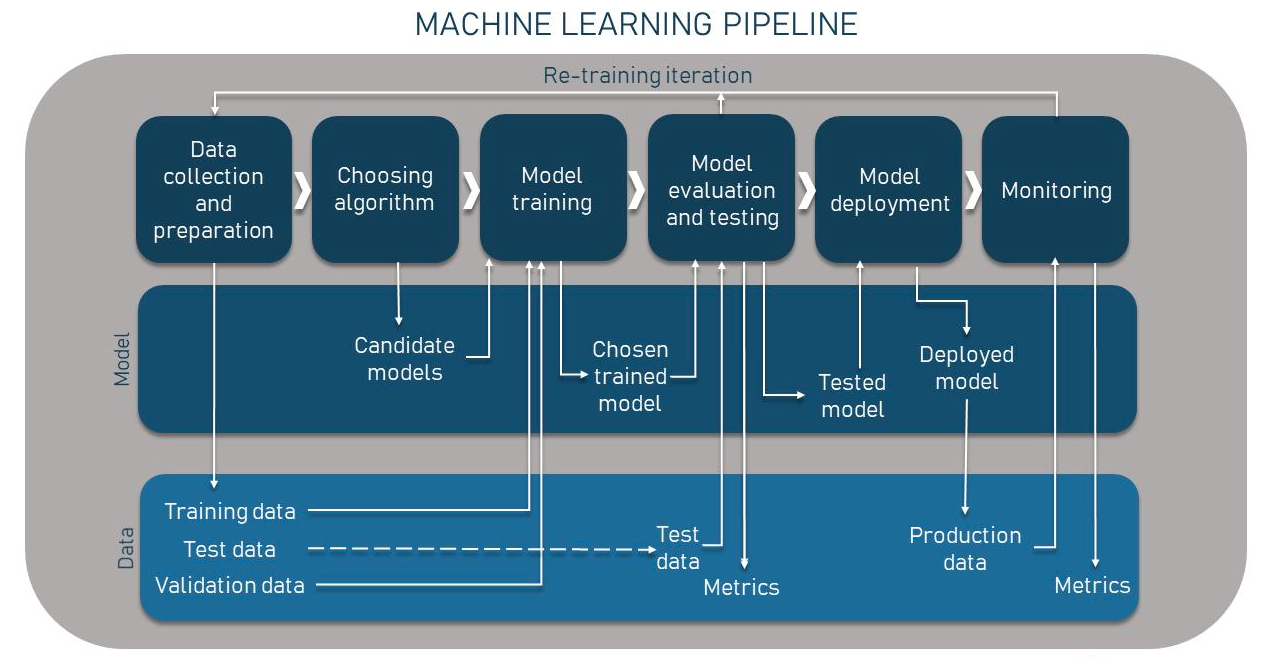 MACHINE LEARNING PIPELINE
Re-training iteration
Data
collection
and
preparation
Choosing
algorithm
Model
training
Model
evaluation
and testing
Model
deployment
Monitoring
Model
Candidate
models
Chosen
trained
model
Tested
model
Deployed
model
Data
Training data
Test data
Validation data
Test
data
Metrics
Production
data
Metrics